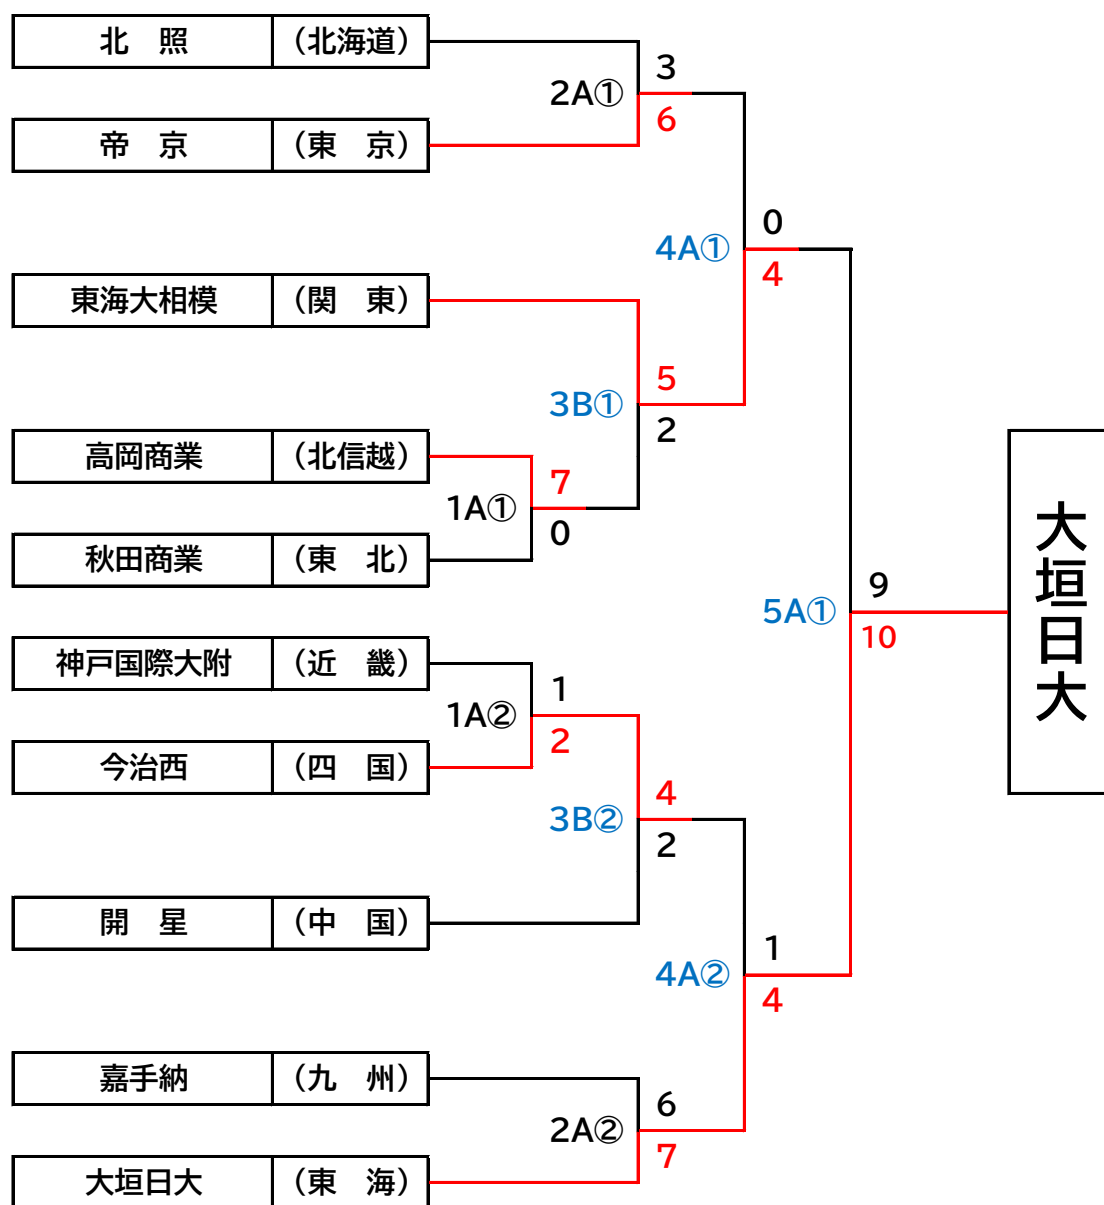 北　照　（北海道）
3
2A①
6
帝　京　（東　京）
0
4A①
4
東海大相模　（関　東）
5
3B①
2
高岡商業　（北信越）
7
1A①
0
秋田商業　（東　北）
9
5A①
10
大垣日大
神戸国際大附　（近　畿）
1
1A②
2
今治西　（四　国）
4
3B②
2
開　星　（中　国）
1
4A②
4
嘉手納　（九　州）
6
2A②
7
大垣日大　（東　海）